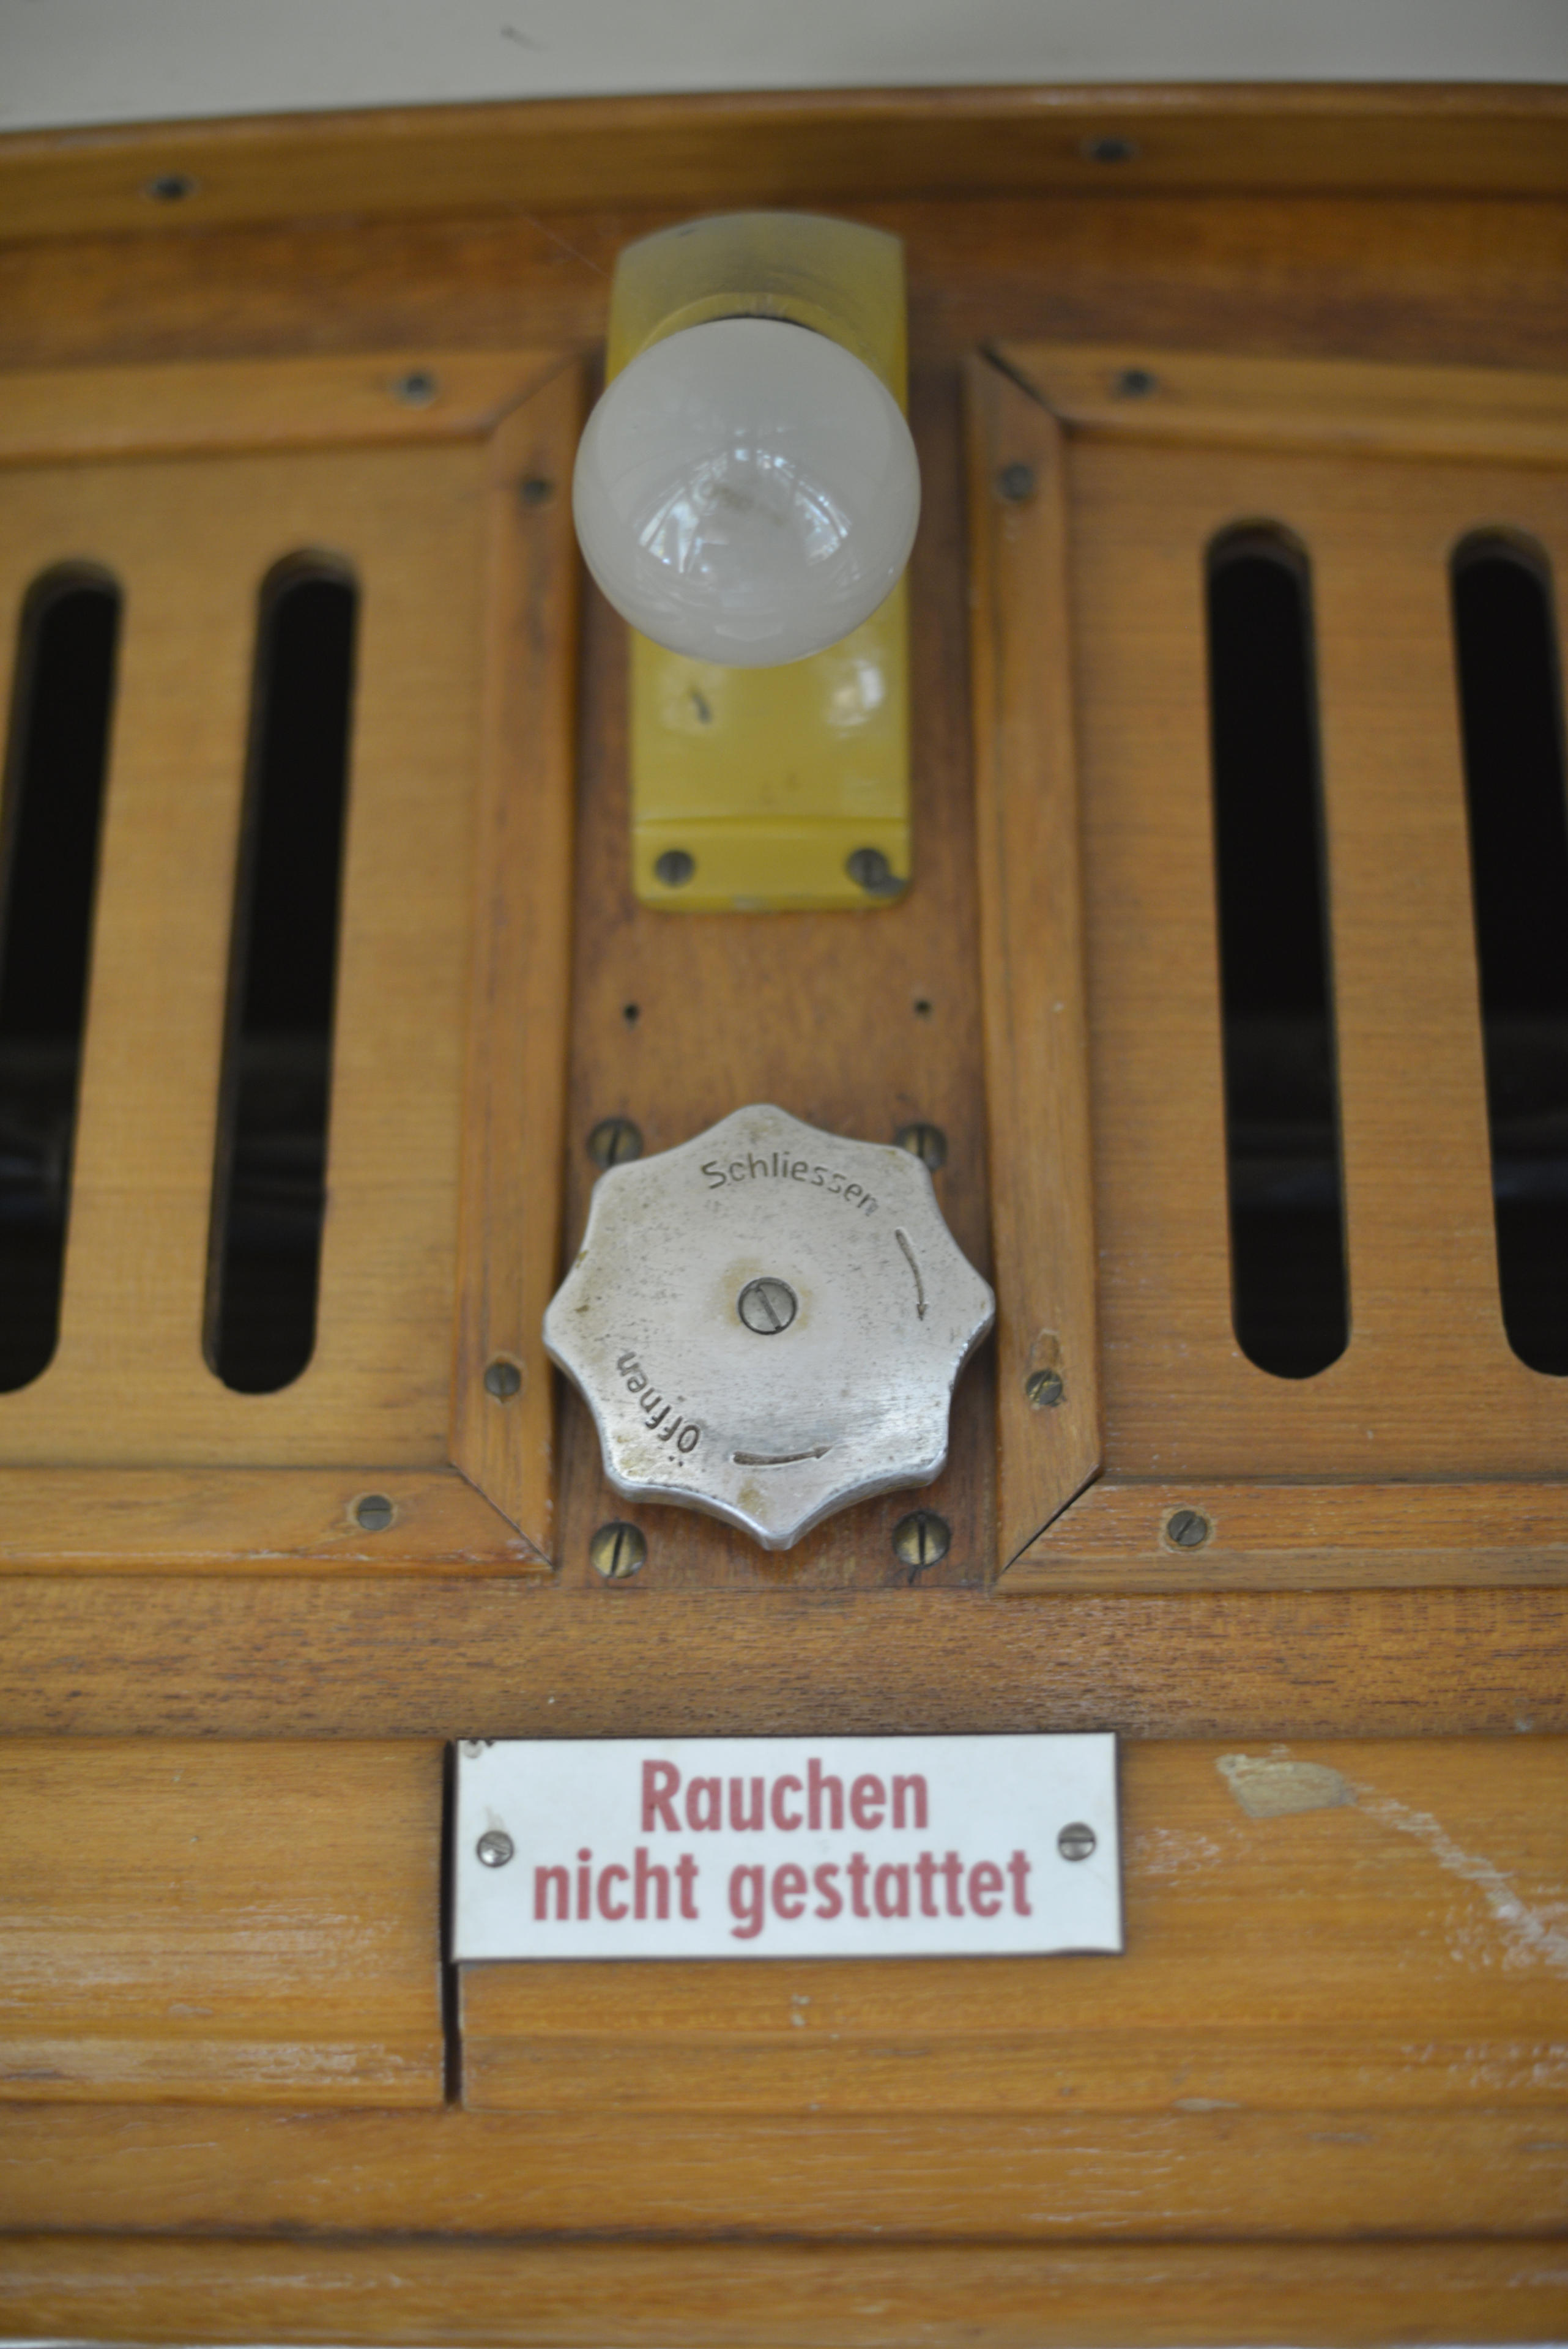 Schliessen
Öffnen
Rauchen
nicht gestattet